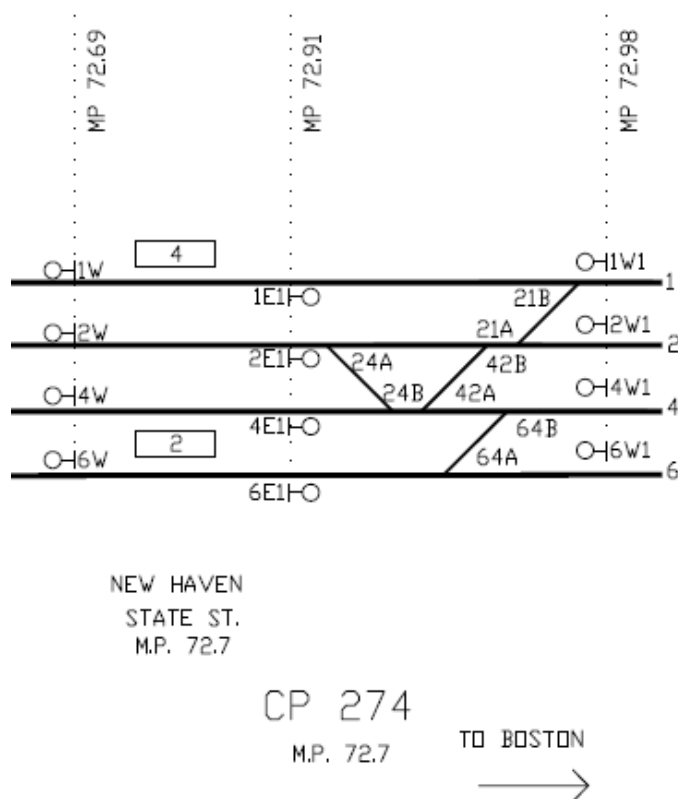 MP 72.69
MP 72.91
MP 72.98
1W
4
1W1
1
1E1
21B
2W
21A
2W1
2
2E1
24A
42B
4W
24B
42A
4W1
4
4E1
2
64B
6W
64A
6W1
6
6E1
NEW HAVEN
STATE ST.
M.P. 72.7
CP 274
M.P. 72.7
TO BOSTON